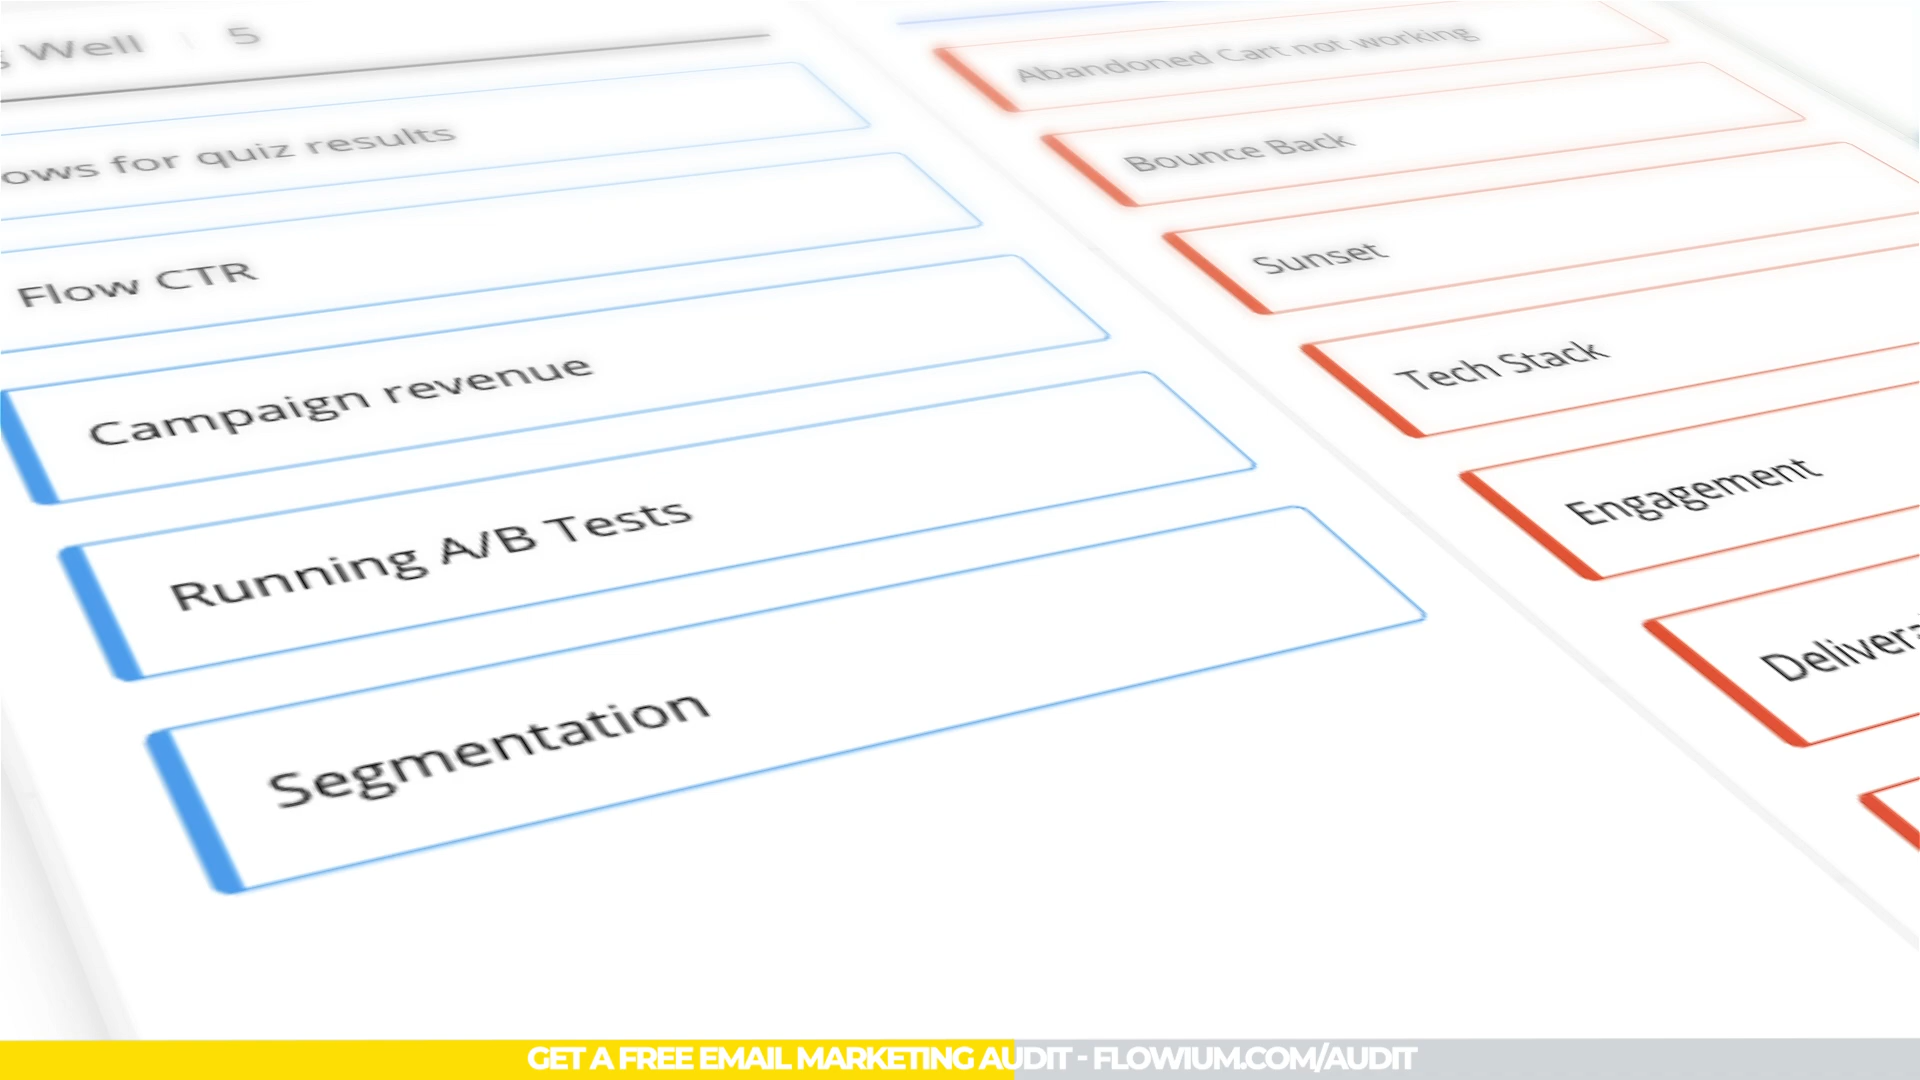 Well 5
ows for quiz results
Flow CTR
Campaign revenue
Running A/B Tests
Segmentation
Abandoned Cart not working
Bounce Back
Sunset
Tech Stack
Engagement
Deliver
GET A FREE EMAIL MARKETING AUDIT - FLOWIUM.COM/AUDIT